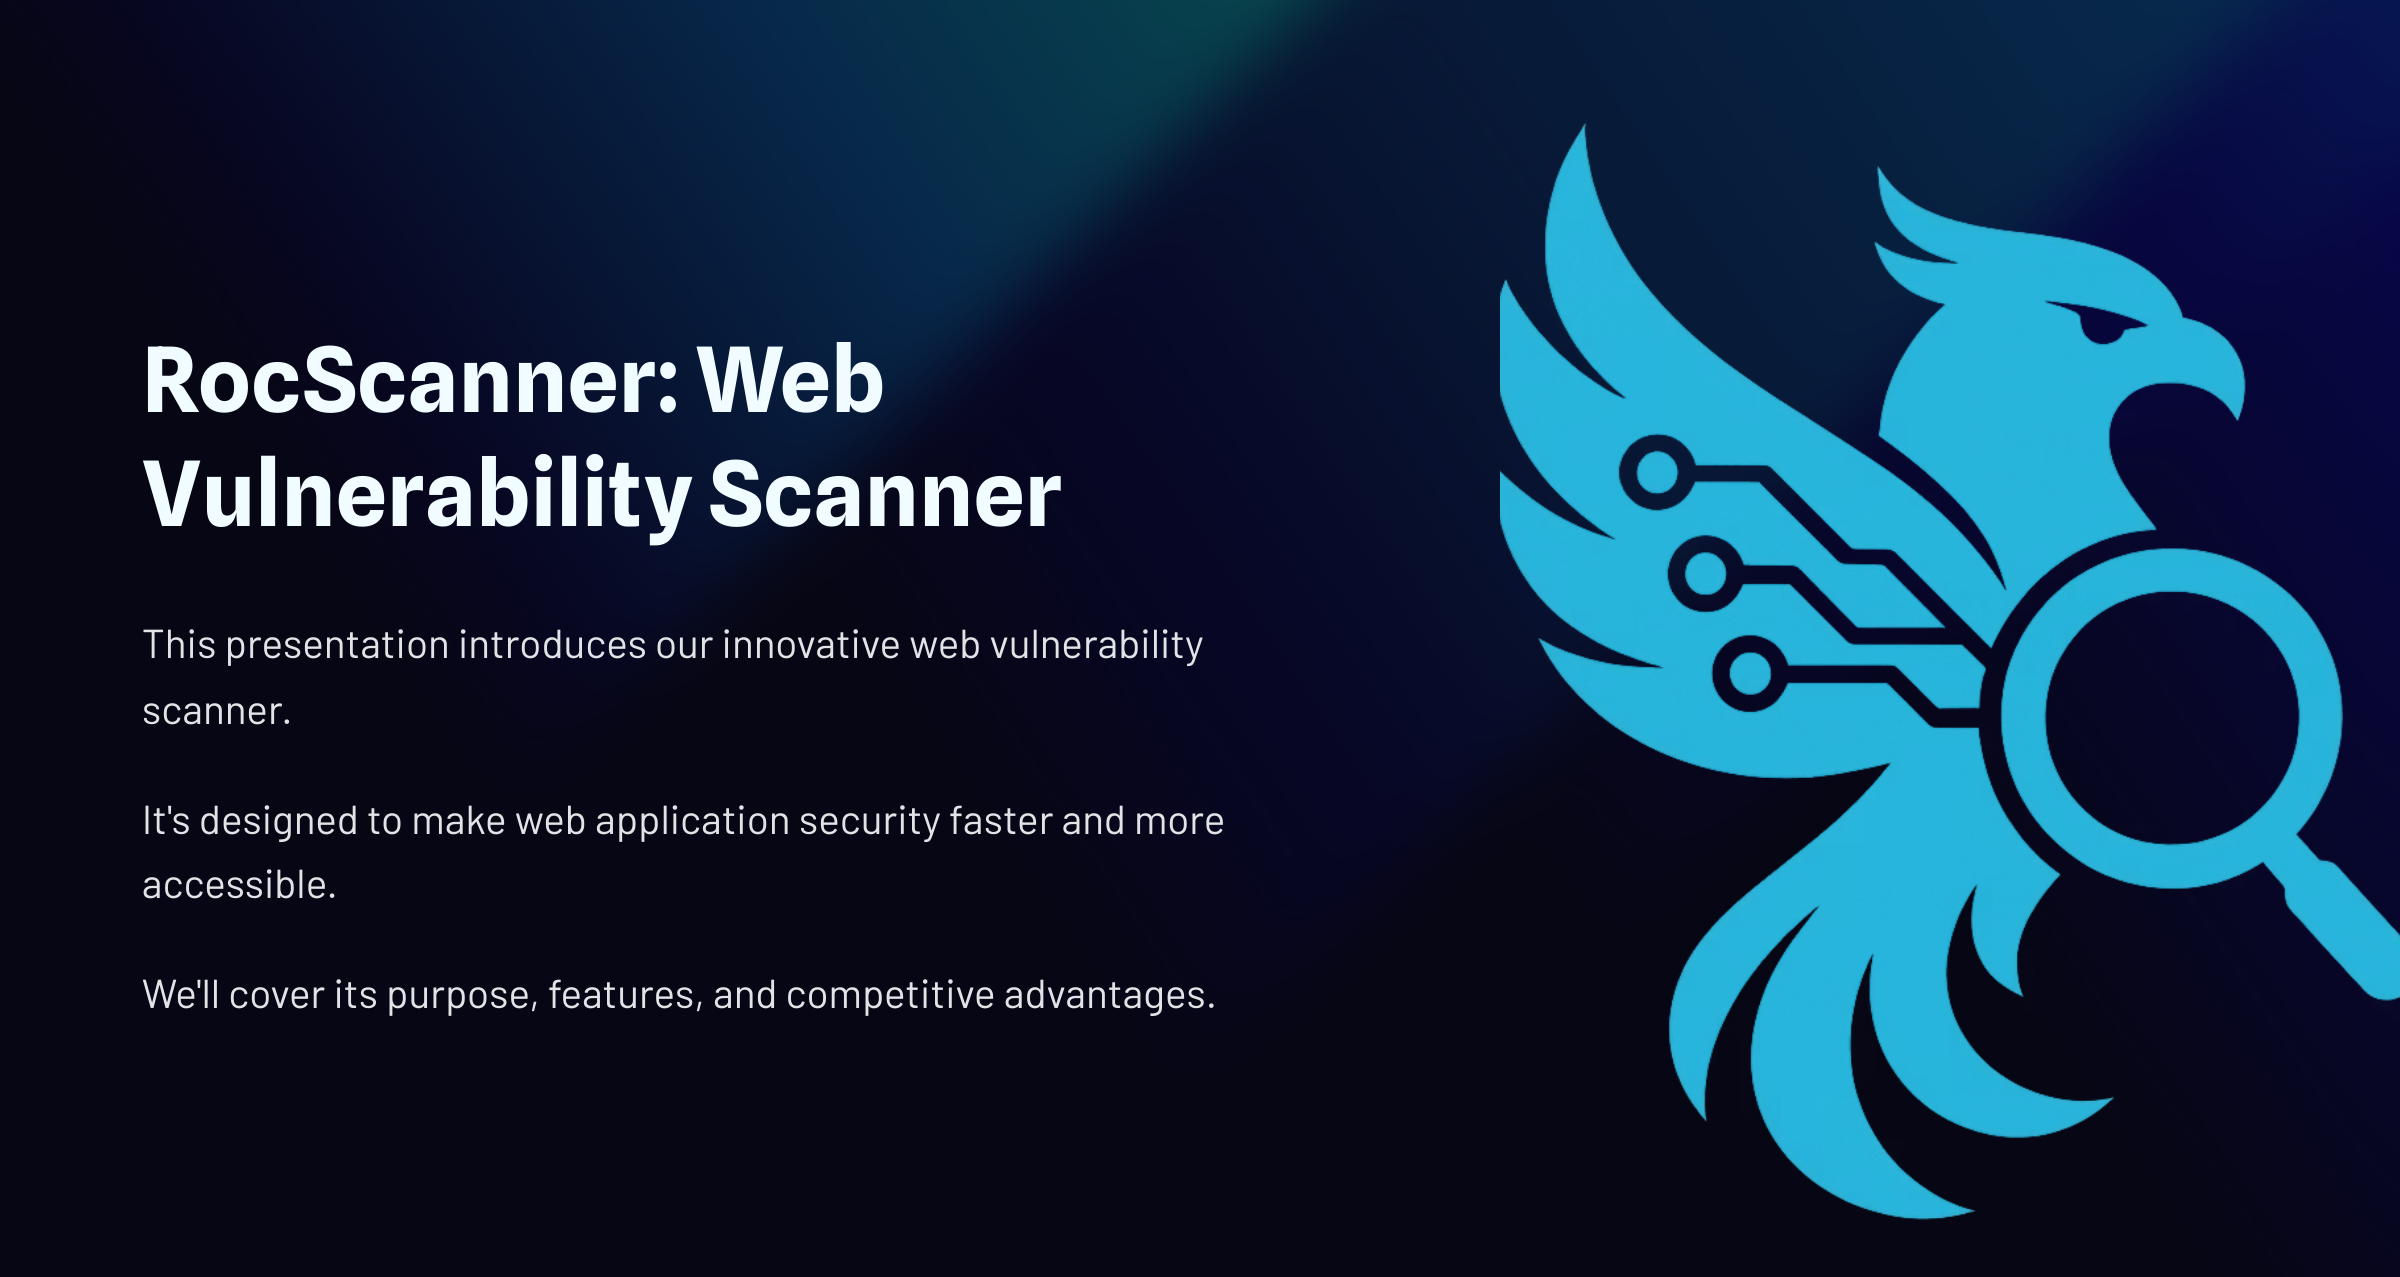 RocScanner: Web
Vulnerability Scanner
This presentation introduces our innovative web vulnerability
scanner.
It's designed to make web application security faster and more
accessible.
We'll cover its purpose, features, and competitive advantages.